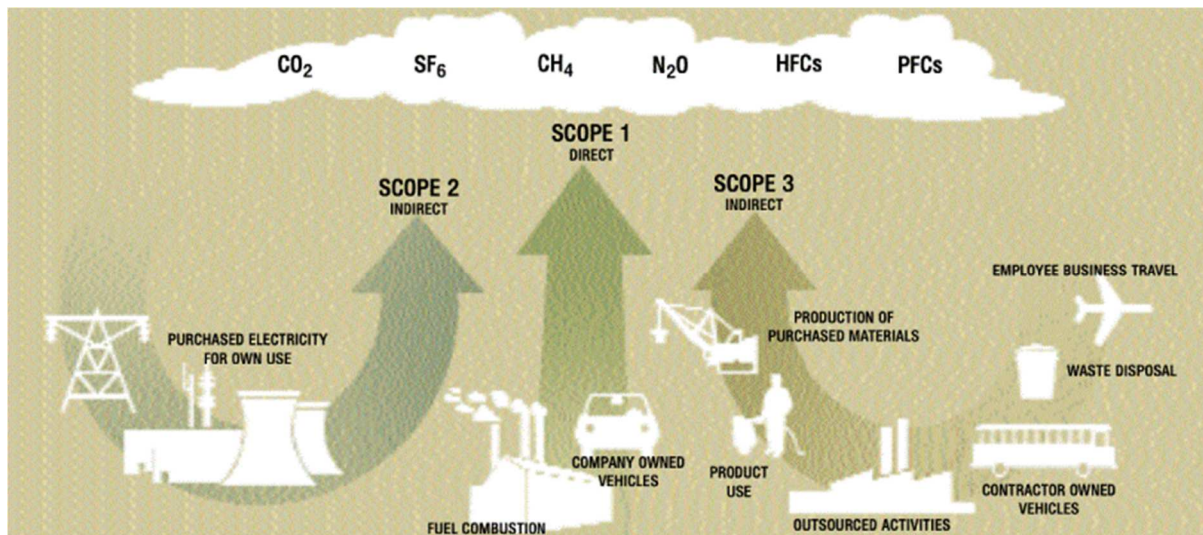 CO₂ SF₆ CH₄ N₂O HFCs PFCs
SCOPE 1
DIRECT
SCOPE 2
INDIRECT
SCOPE 3
INDIRECT
EMPLOYEE BUSINESS TRAVEL
PURCHASED ELECTRICITY
FOR OWN USE
PRODUCTION OF
PURCHASED MATERIALS
WASTE DISPOSAL
COMPANY OWNED
VEHICLES
PRODUCT
USE
CONTRACTOR OWNED
VEHICLES
FUEL COMBUSTION
OUTSOURCED ACTIVITIES